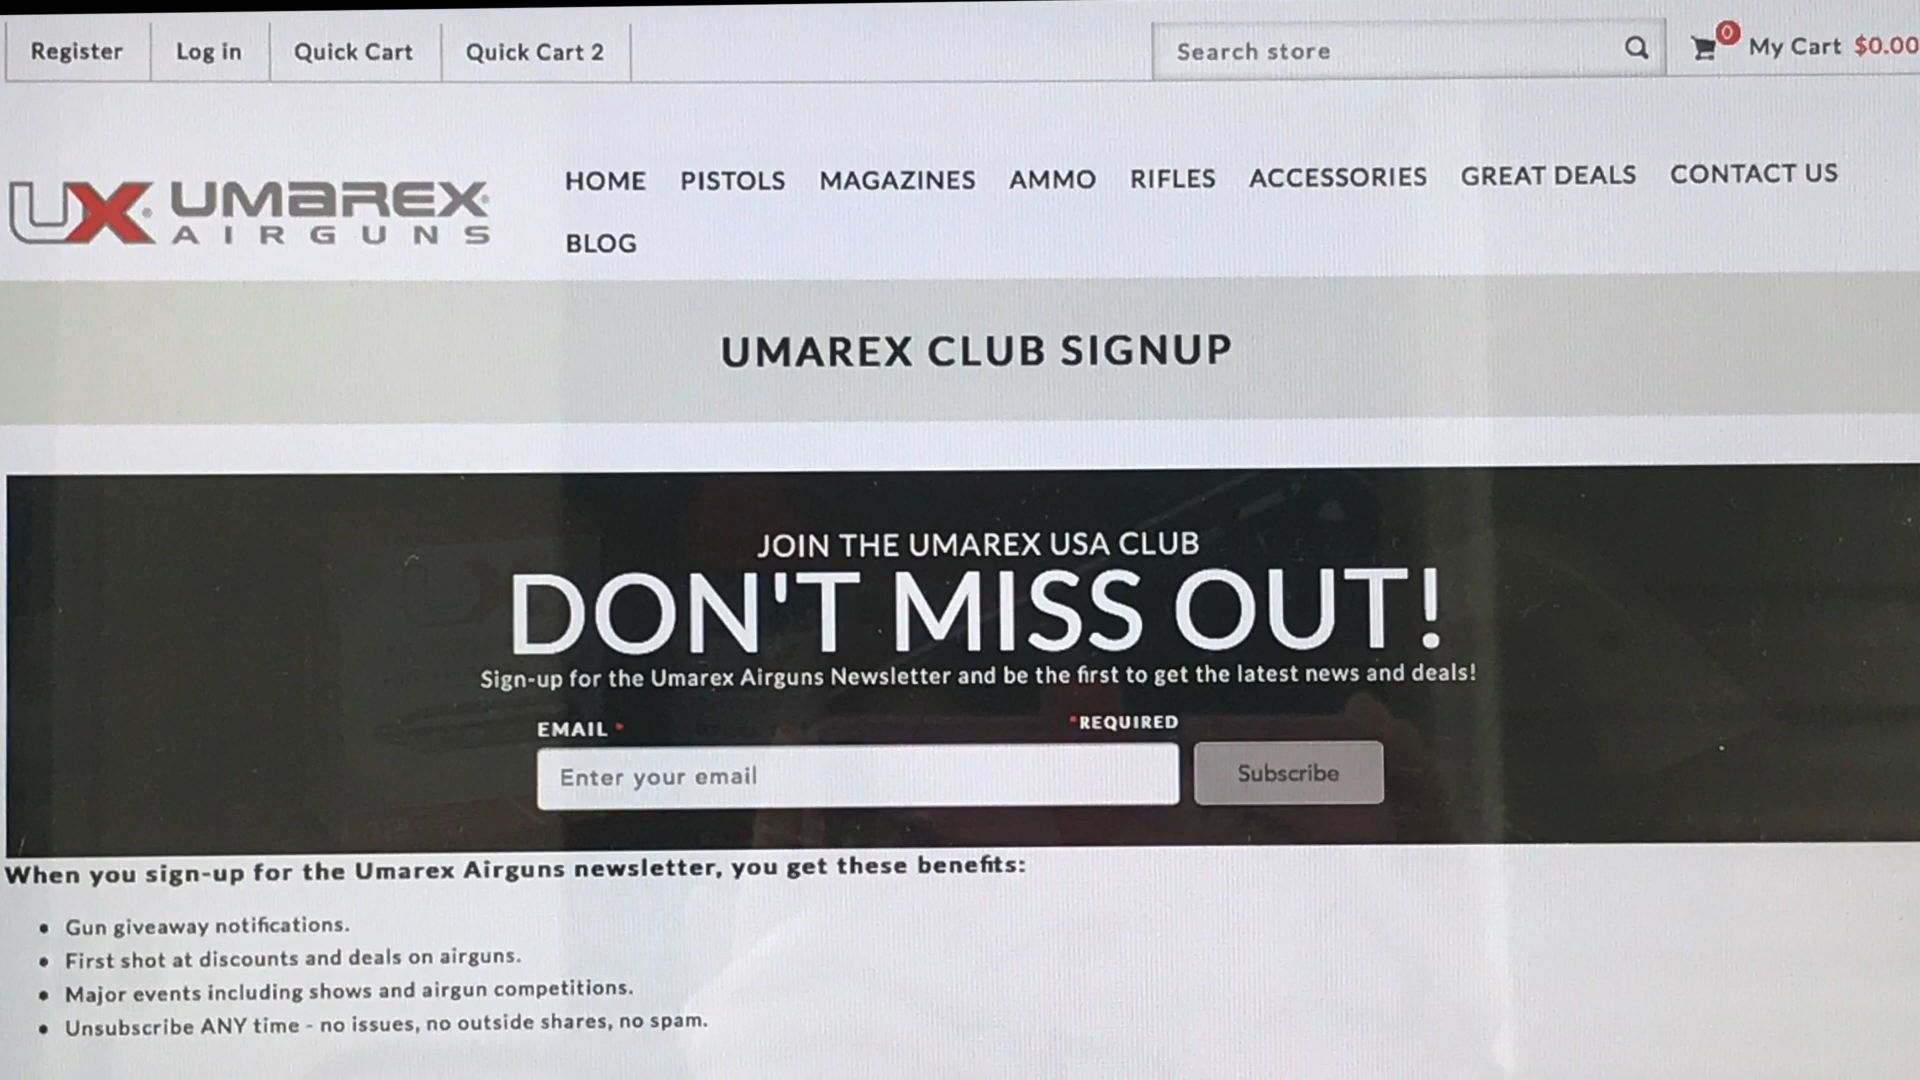 Register Log in Quick Cart Quick Cart 2 Search store 0 My Cart $0.00
UX UMAREX AIRGUNS
HOME PISTOLS MAGAZINES AMMO RIFLES ACCESSORIES GREAT DEALS CONTACT US
BLOG
UMAREX CLUB SIGNUP
JOIN THE UMAREX USA CLUB
DON'T MISS OUT!
Sign-up for the Umarex Airguns Newsletter and be the first to get the latest news and deals!
EMAIL * *REQUIRED
Enter your email Subscribe
When you sign-up for the Umarex Airguns newsletter, you get these benefits:
• Gun giveaway notifications.
• First shot at discounts and deals on airguns.
• Major events including shows and airgun competitions.
• Unsubscribe ANY time - no issues, no outside shares, no spam.